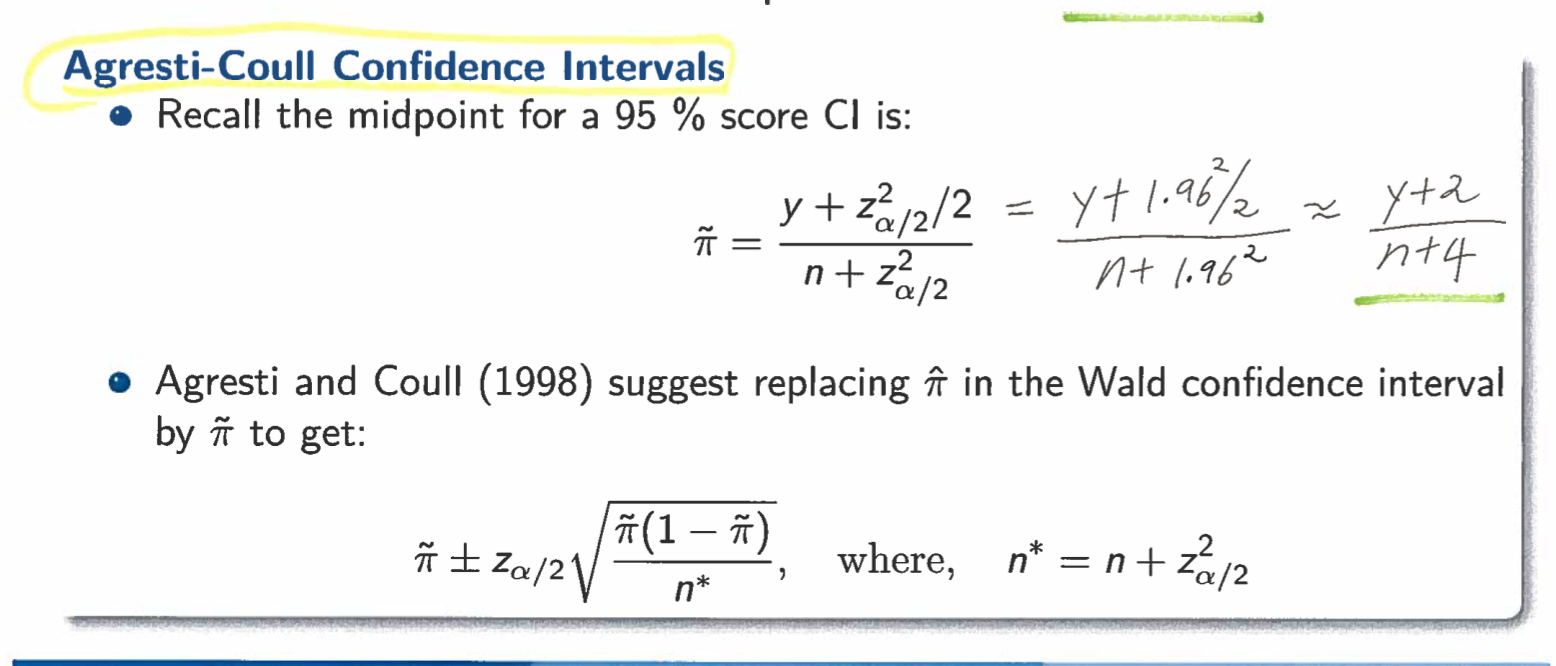 Agresti-Coull Confidence Intervals
• Recall the midpoint for a 95 % score CI is:
π̃ = (y + z²_{α/2}/2) / (n + z²_{α/2}) = (y + 1.96²/2) / (n + 1.96²) ≈ (y+2) / (n+4)
• Agresti and Coull (1998) suggest replacing π̂ in the Wald confidence interval
by π̃ to get:
π̃ ± z_{α/2} √(π̃(1 − π̃) / n*), where, n* = n + z²_{α/2}